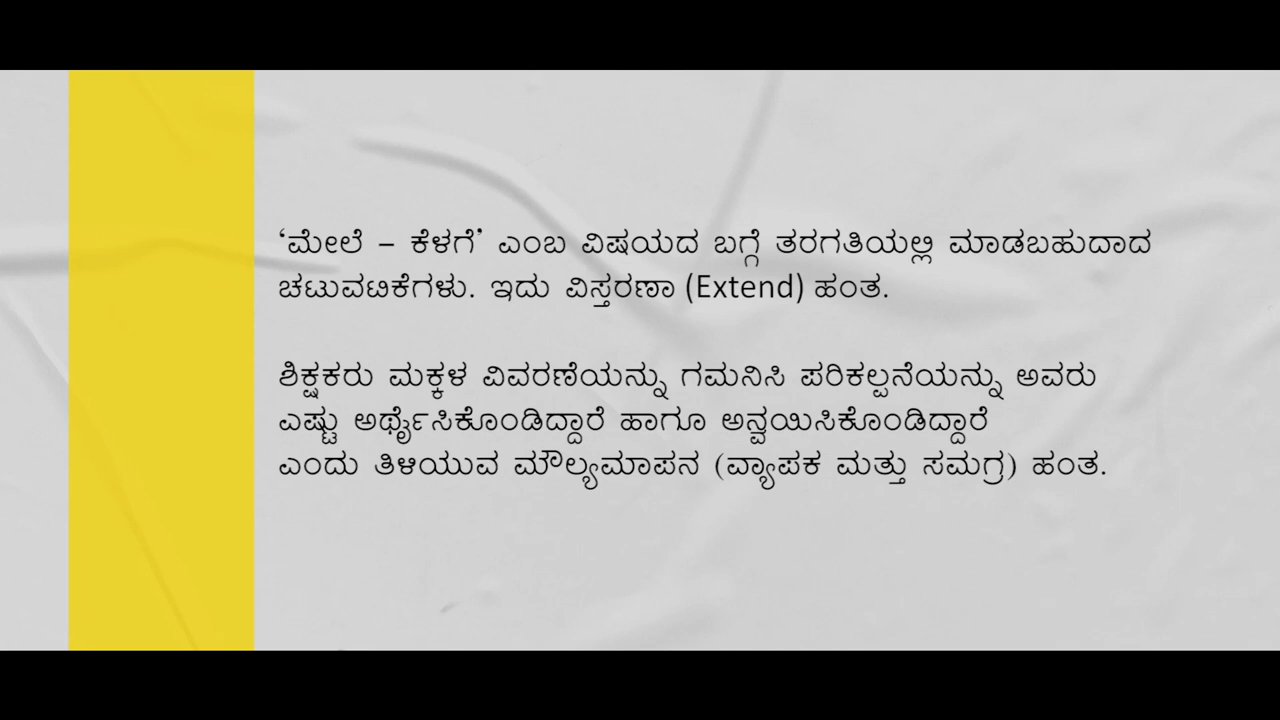 ‘ಮೇಲೆ – ಕೆಳಗೆ’ ಎಂಬ ವಿಷಯದ ಬಗ್ಗೆ ತರಗತಿಯಲ್ಲಿ ಮಾಡಬಹುದಾದ
ಚಟುವಟಿಕೆಗಳು. ಇದು ವಿಸ್ತರಣಾ (Extend) ಹಂತ.
ಶಿಕ್ಷಕರು ಮಕ್ಕಳ ವಿವರಣೆಯನ್ನು ಗಮನಿಸಿ ಪರಿಕಲ್ಪನೆಯನ್ನು ಅವರು
ಎಷ್ಟು ಅರ್ಥೈಸಿಕೊಂಡಿದ್ದಾರೆ ಹಾಗೂ ಅನ್ವಯಿಸಿಕೊಂಡಿದ್ದಾರೆ
ಎಂದು ತಿಳಿಯುವ ಮೌಲ್ಯಮಾಪನ (ವ್ಯಾಪಕ ಮತ್ತು ಸಮಗ್ರ) ಹಂತ.